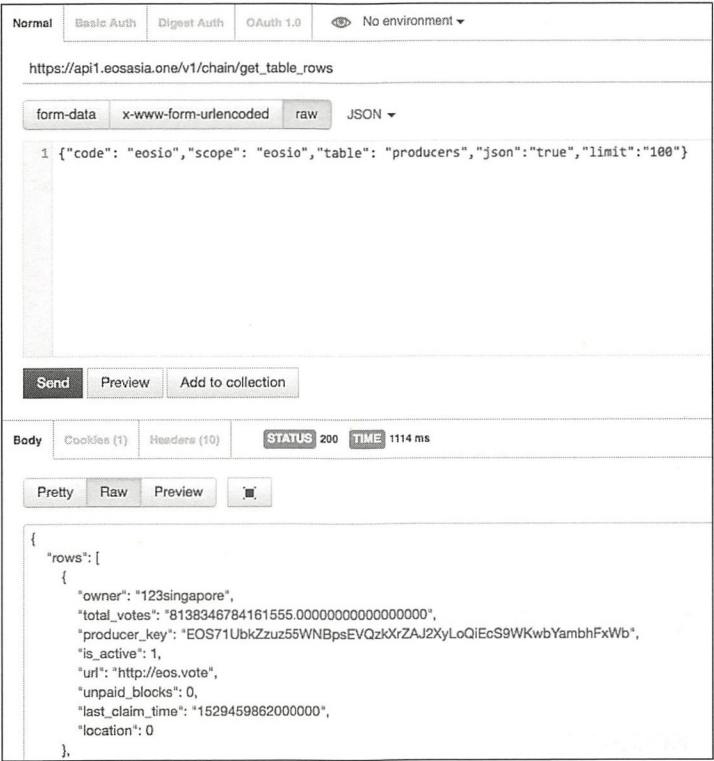 Normal Basic Auth Digest Auth OAuth 1.0 No environment
https://api1.eosasia.one/v1/chain/get_table_rows
form-data x-www-form-urlencoded raw JSON
1 {"code": "eosio","scope": "eosio","table": "producers","json":"true","limit":"100"}
Send Preview Add to collection
Body Cookies (1) Headers (10) STATUS 200 TIME 1114 ms
Pretty Raw Preview
{
"rows": [
{
"owner": "123singapore",
"total_votes": "8138346784161555.00000000000000000",
"producer_key": "EOS71UbkZzuz55WNBpsEVQzkXrZAJ2XyLoQiEcS9WKwbYambhFxWb",
"is_active": 1,
"url": "http://eos.vote",
"unpaid_blocks": 0,
"last_claim_time": "1529459862000000",
"location": 0
},